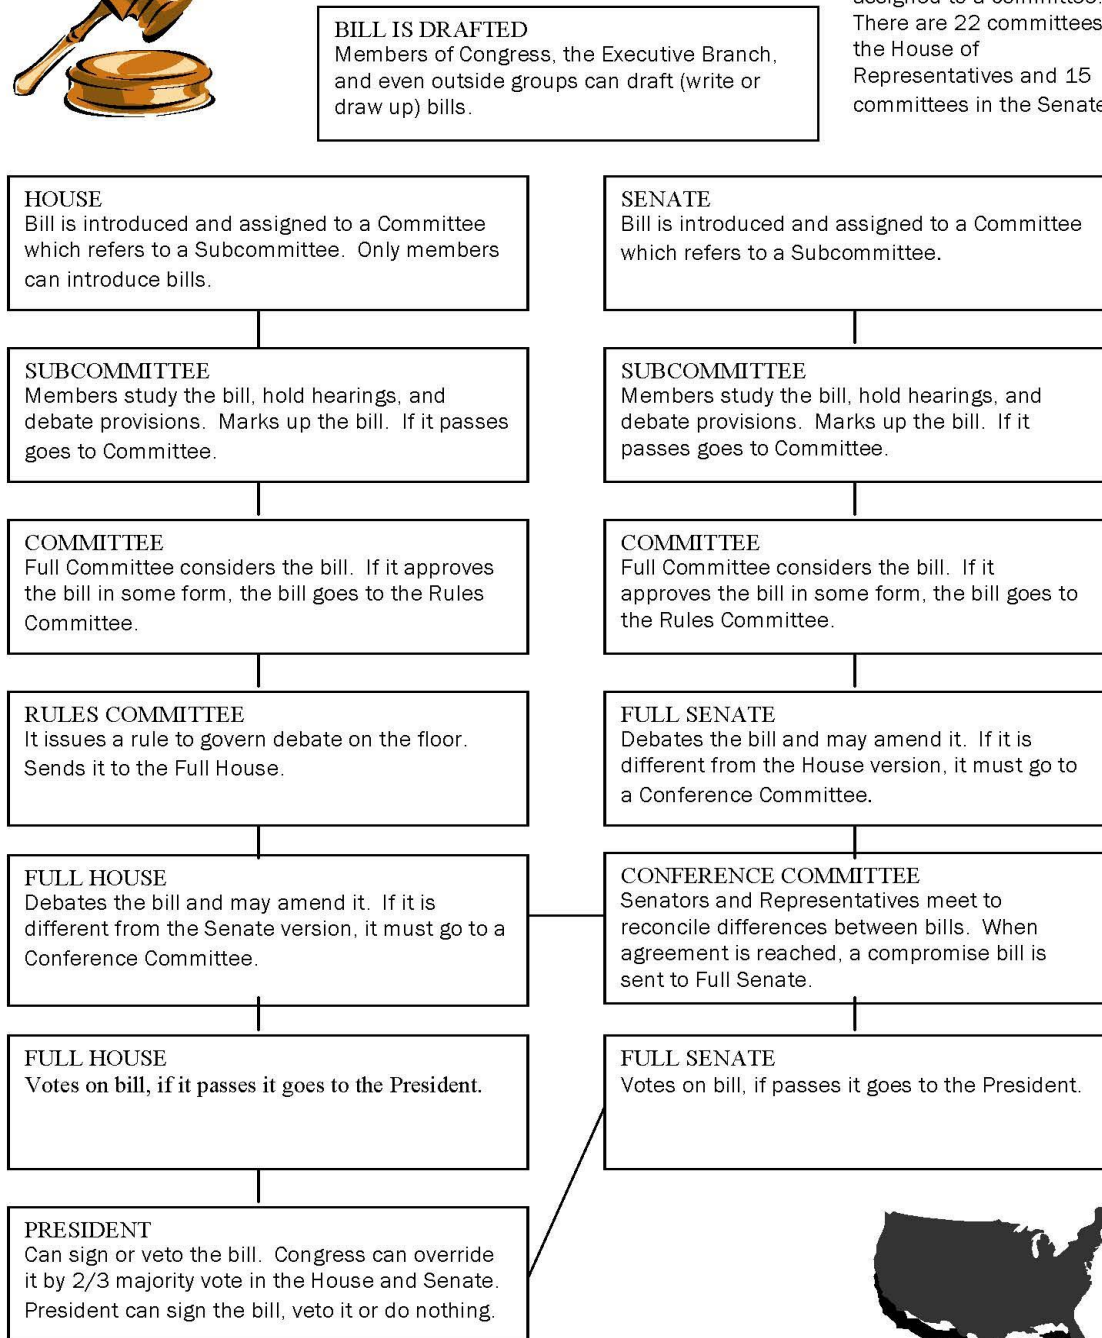 BILL IS DRAFTED
Members of Congress, the Executive Branch,
and even outside groups can draft (write or
draw up) bills.
assigned to a committee.
There are 22 committees
the House of
Representatives and 15
committees in the Senate
HOUSE
Bill is introduced and assigned to a Committee
which refers to a Subcommittee.  Only members
can introduce bills.
SENATE
Bill is introduced and assigned to a Committee
which refers to a Subcommittee.
SUBCOMMITTEE
Members study the bill, hold hearings, and
debate provisions.  Marks up the bill.  If it passes
goes to Committee.
SUBCOMMITTEE
Members study the bill, hold hearings, and
debate provisions.  Marks up the bill.  If it
passes goes to Committee.
COMMITTEE
Full Committee considers the bill.  If it approves
the bill in some form, the bill goes to the Rules
Committee.
COMMITTEE
Full Committee considers the bill.  If it
approves the bill in some form, the bill goes to
the Rules Committee.
RULES COMMITTEE
It issues a rule to govern debate on the floor.
Sends it to the Full House.
FULL SENATE
Debates the bill and may amend it.  If it is
different from the House version, it must go to
a Conference Committee.
FULL HOUSE
Debates the bill and may amend it.  If it is
different from the Senate version, it must go to a
Conference Committee.
CONFERENCE COMMITTEE
Senators and Representatives meet to
reconcile differences between bills.  When
agreement is reached, a compromise bill is
sent to Full Senate.
FULL HOUSE
Votes on bill, if it passes it goes to the President.
FULL SENATE
Votes on bill, if passes it goes to the President.
PRESIDENT
Can sign or veto the bill.  Congress can override
it by 2/3 majority vote in the House and Senate.
President can sign the bill, veto it or do nothing.